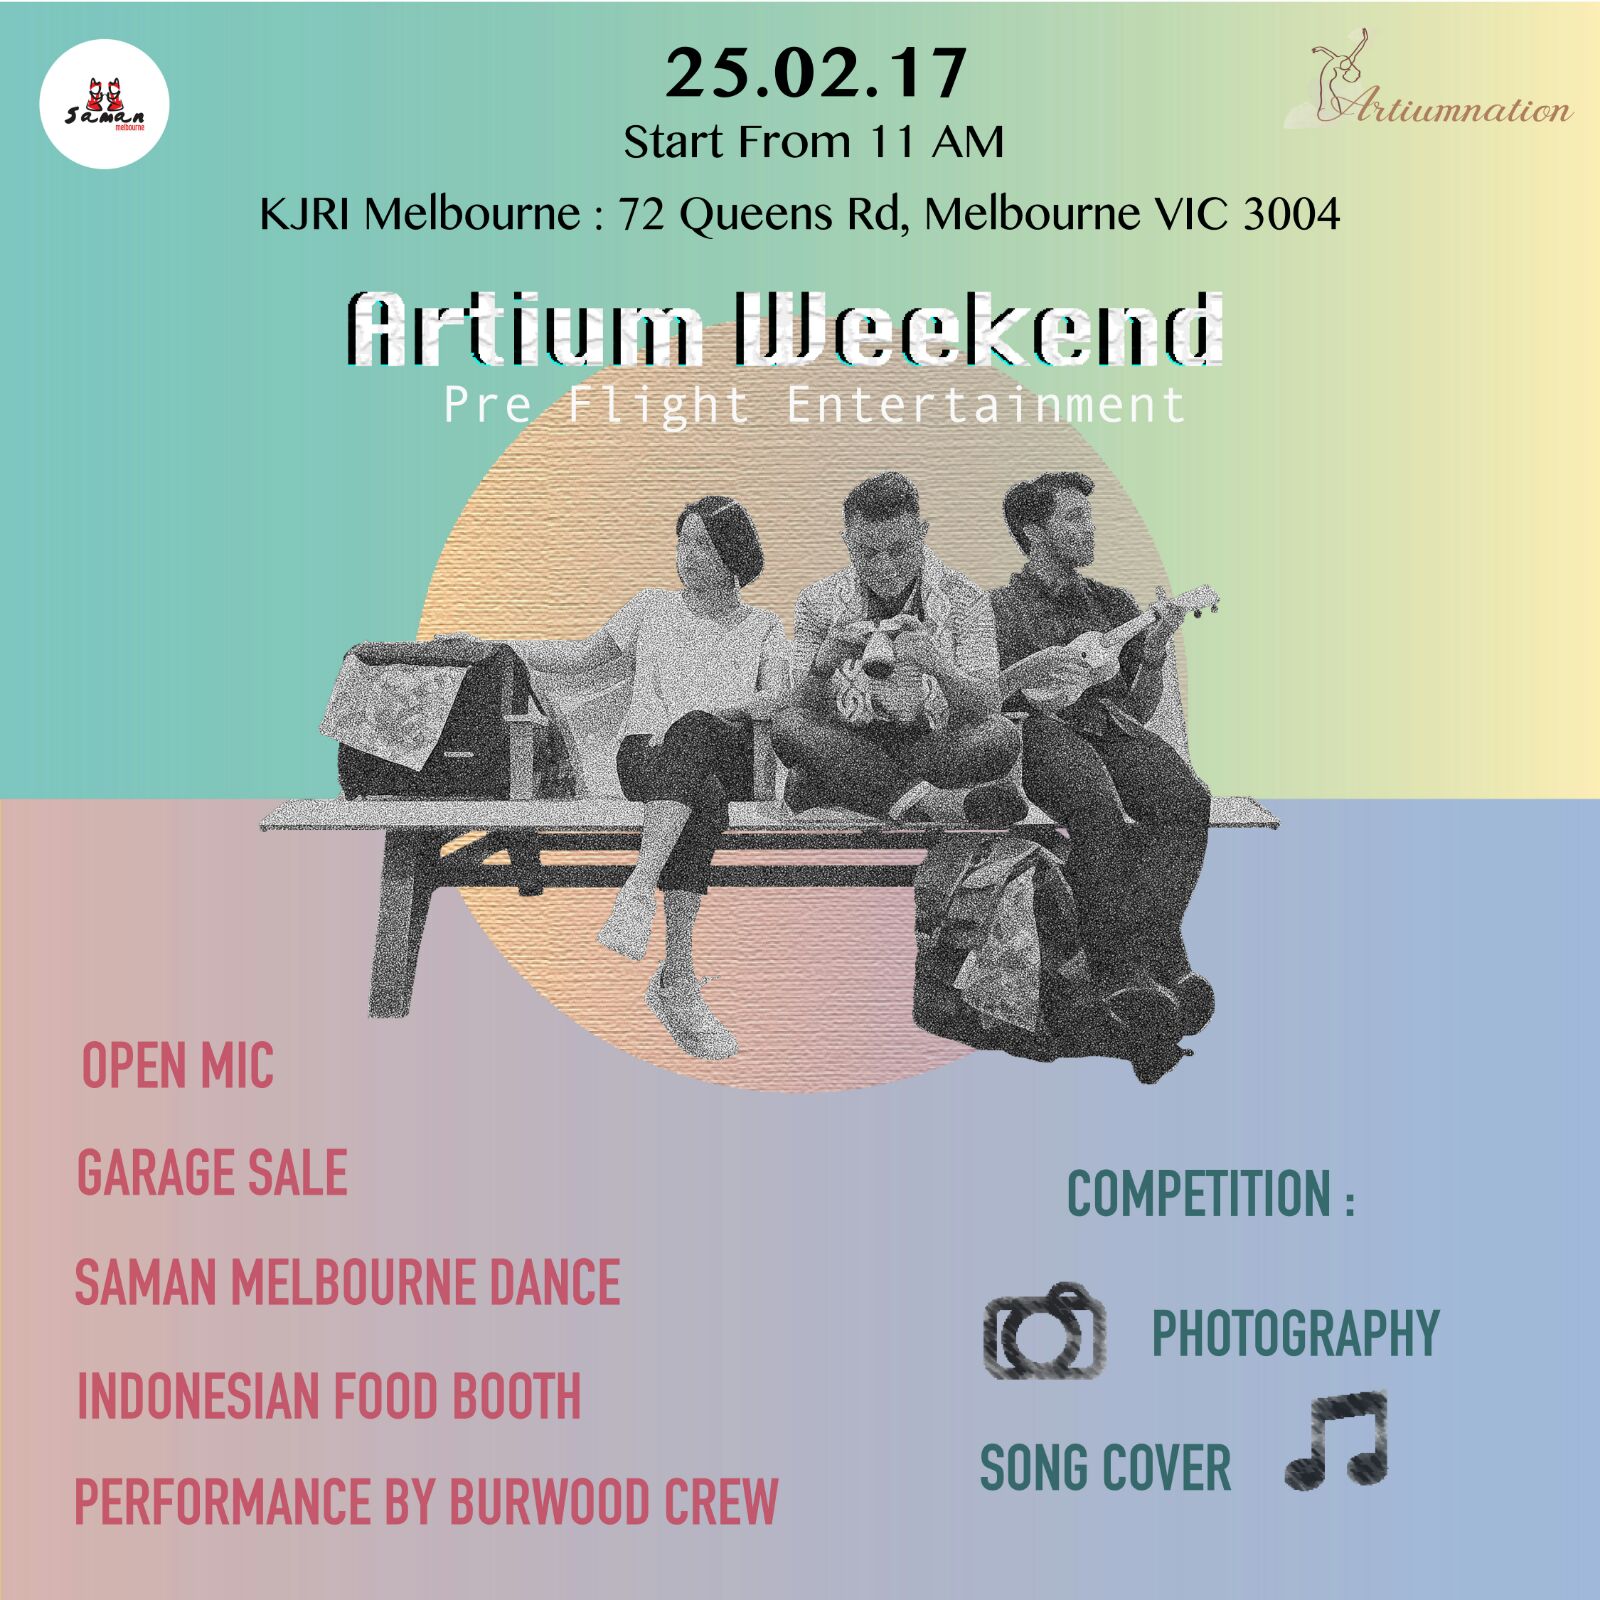 saman
melbourne
25.02.17
Artiumnation
Start From 11 AM
KJRI Melbourne : 72 Queens Rd, Melbourne VIC 3004
Artium Weekend
Pre Flight Entertainment
OPEN MIC
GARAGE SALE
SAMAN MELBOURNE DANCE
INDONESIAN FOOD BOOTH
PERFORMANCE BY BURWOOD CREW
COMPETITION :
PHOTOGRAPHY
SONG COVER